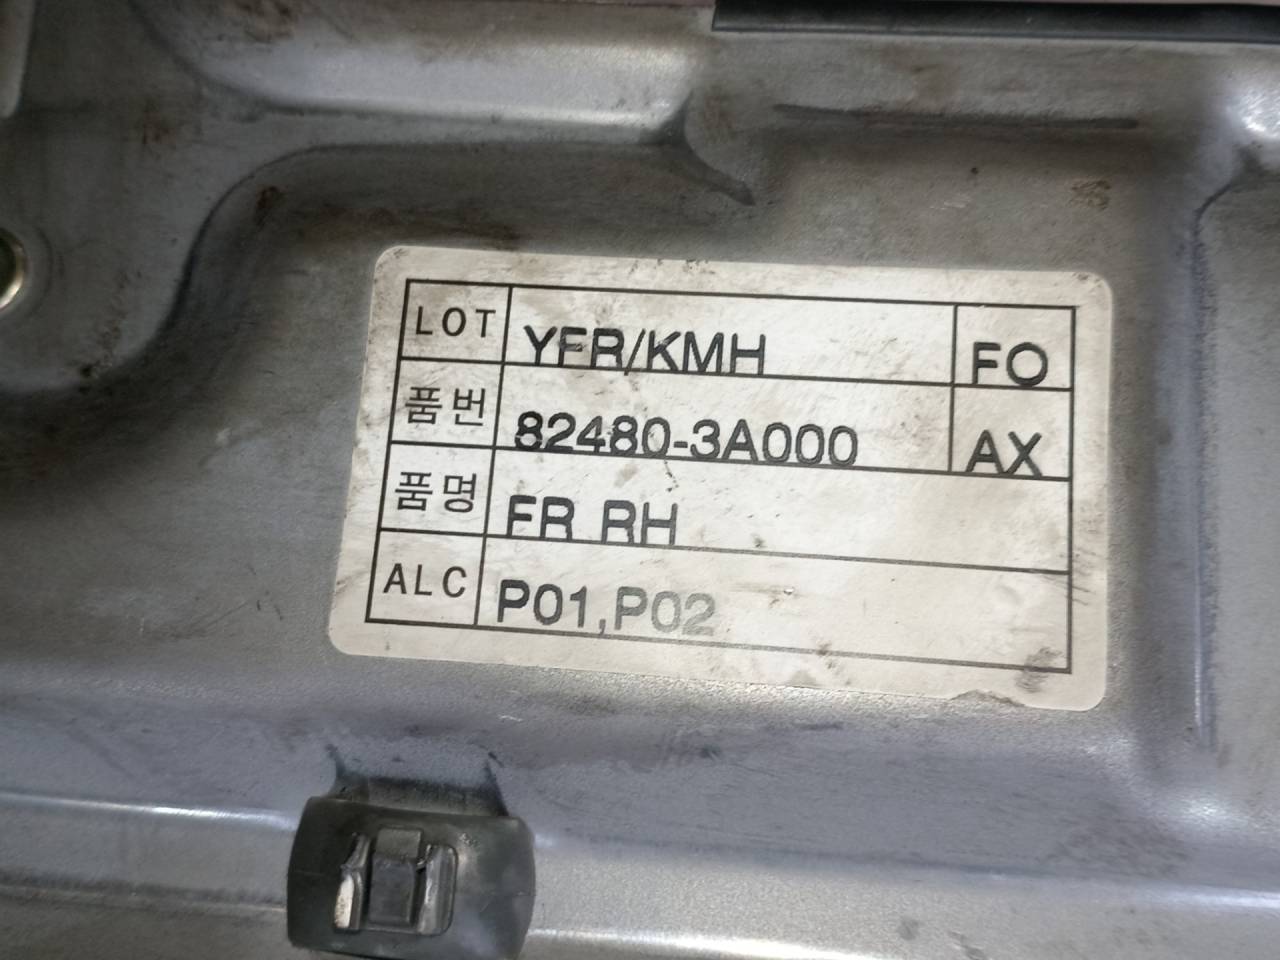 LOT YFR/KMH FO
품번 82480-3A000 AX
품명 FR RH
ALC P01,P02